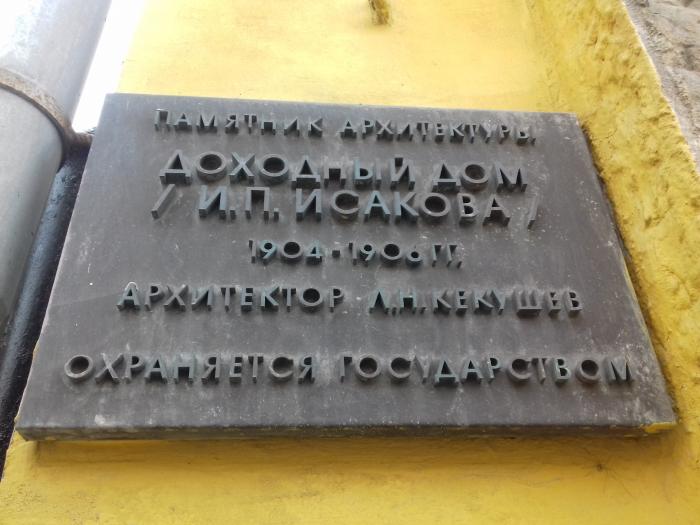 ПАМЯТНИК АРХИТЕКТУРЫ
ДОХОДНЫЙ ДОМ
/ И.П. ИСАКОВА /
1904-1906 ГГ.
АРХИТЕКТОР Л.Н.КЕКУШЕВ
ОХРАНЯЕТСЯ ГОСУДАРСТВОМ